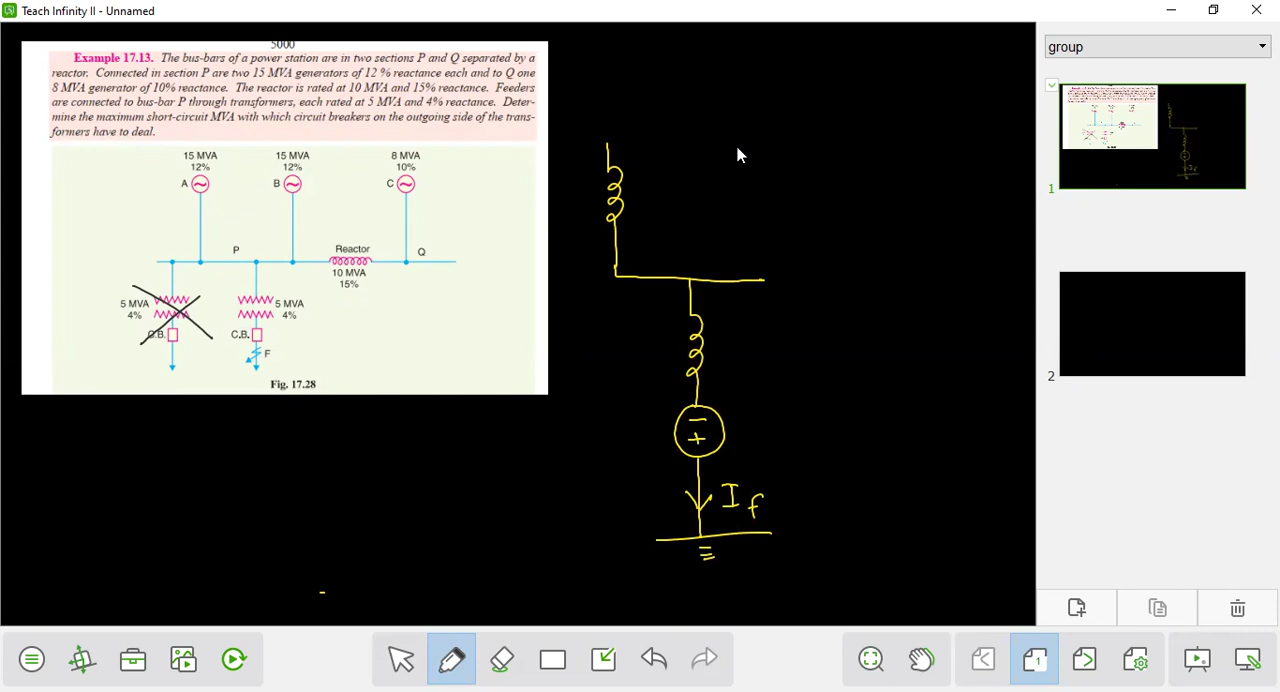 Teach Infinity II - Unnamed
5000
Example 17.13. The bus-bars of a power station are in two sections P and Q separated by a
reactor. Connected in section P are two 15 MVA generators of 12 % reactance each and to Q one
8 MVA generator of 10% reactance. The reactor is rated at 10 MVA and 15% reactance. Feeders
are connected to bus-bar P through transformers, each rated at 5 MVA and 4% reactance. Deter-
mine the maximum short-circuit MVA with which circuit breakers on the outgoing side of the trans-
formers have to deal.
15 MVA
12%
A
15 MVA
12%
B
8 MVA
10%
C
P
Reactor
Q
10 MVA
15%
5 MVA
4%
C.B.
5 MVA
4%
C.B.
F
Fig. 17.28
I f
group
1
2
1